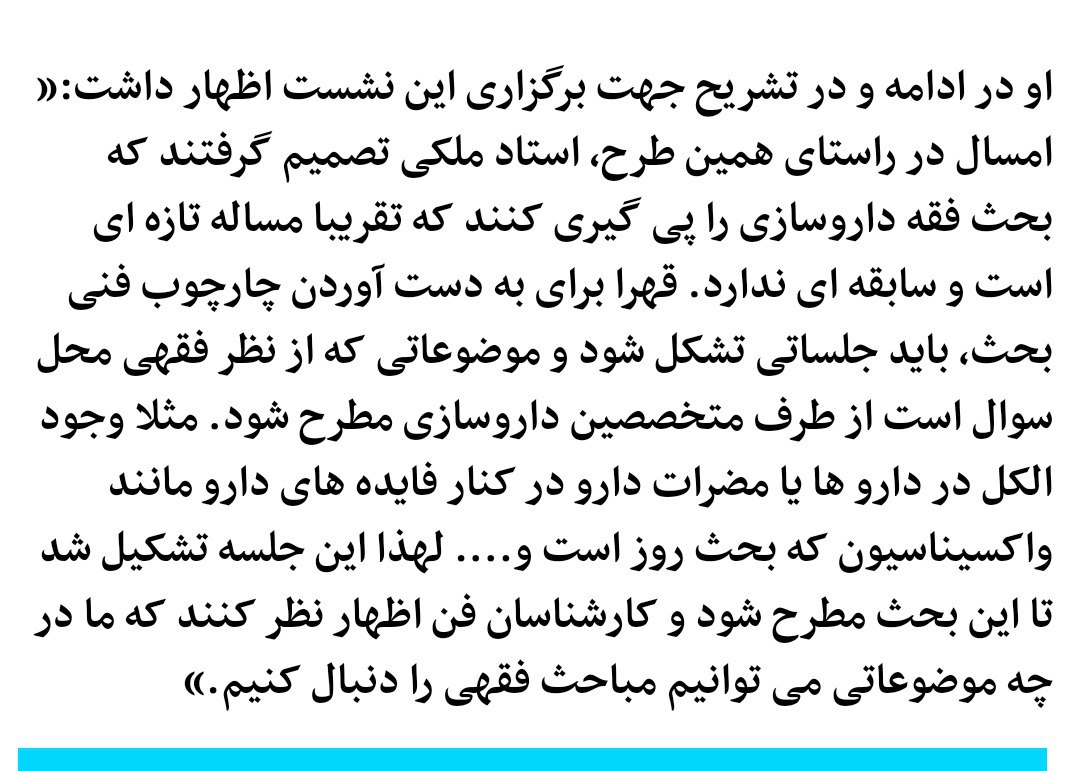 او در ادامه و در تشریح جهت برگزاری این نشست اظهار داشت:«
امسال در راستای همین طرح، استاد ملکی تصمیم گرفتند که
بحث فقه داروسازی را پی گیری کنند که تقریبا مساله تازه ای
است و سابقه ای ندارد. قهرا برای به دست آوردن چارچوب فنی
بحث، باید جلساتی تشکل شود و موضوعاتی که از نظر فقهی محل
سوال است از طرف متخصصین داروسازی مطرح شود. مثلا وجود
الکل در دارو ها یا مضرات دارو در کنار فایده های دارو مانند
واکسیناسیون که بحث روز است و.... لهذا این جلسه تشکیل شد
تا این بحث مطرح شود و کارشناسان فن اظهار نظر کنند که ما در
چه موضوعاتی می توانیم مباحث فقهی را دنبال کنیم.»